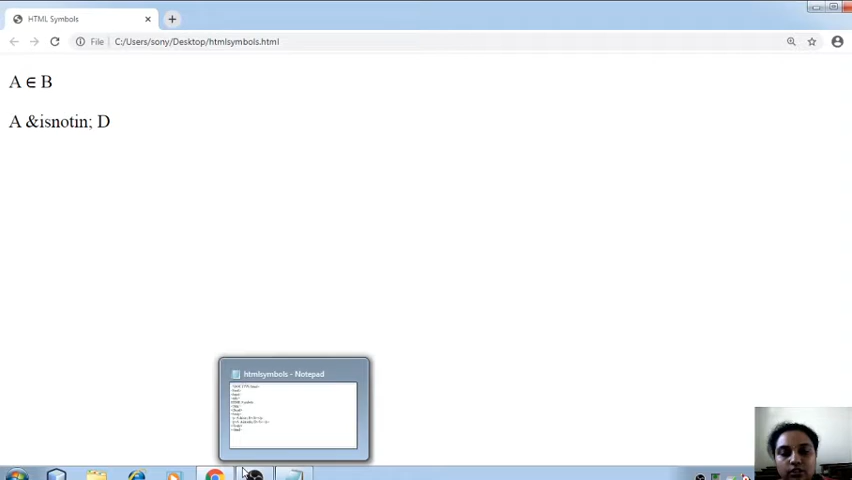 HTML Symbols
File C:/Users/sony/Desktop/htmlsymbols.html
A ∈ B
A &isnotin; D
htmlsymbols - Notepad